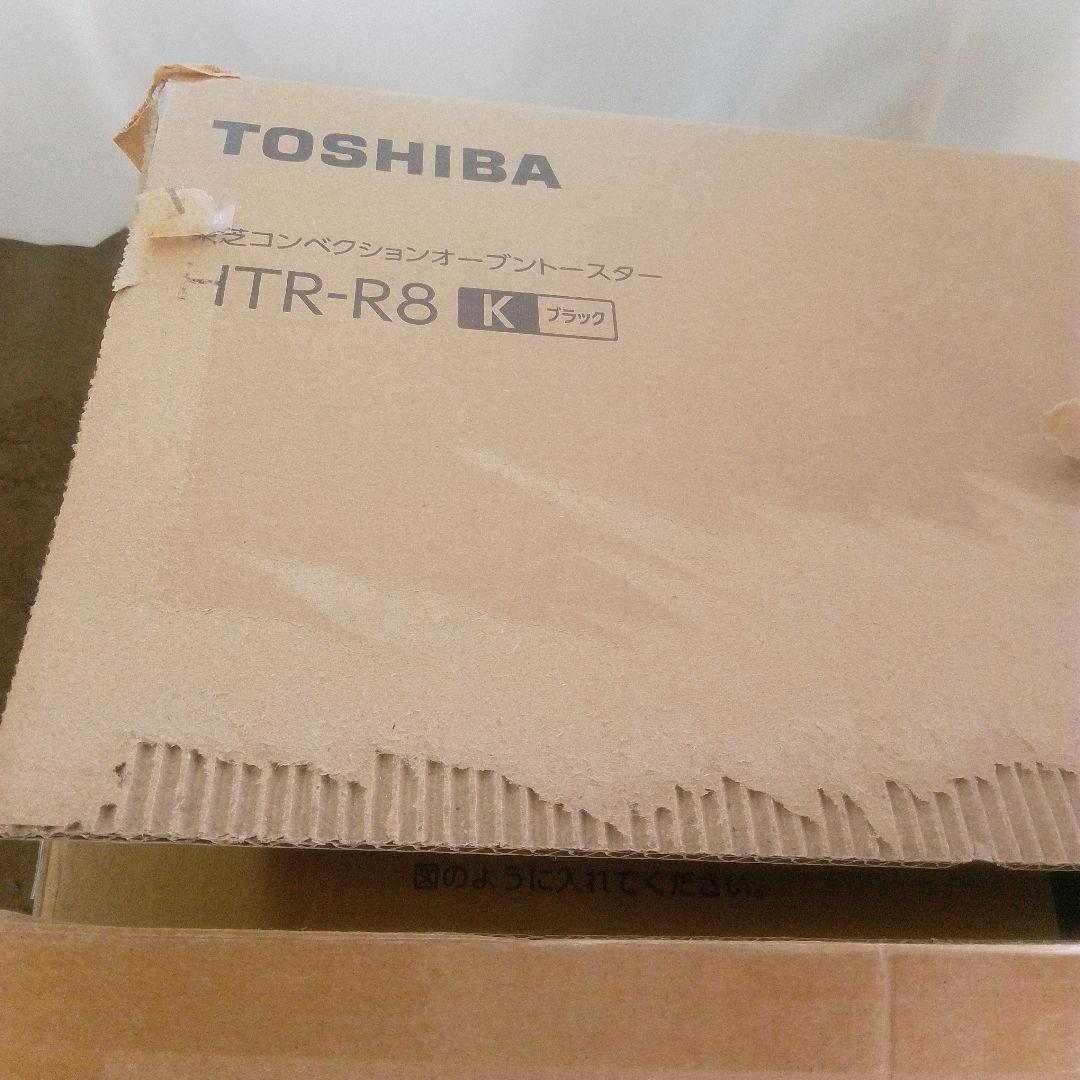 TOSHIBA
東芝コンベクションオーブントースター
HTR-R8 K ブラック
図のように入れてください。